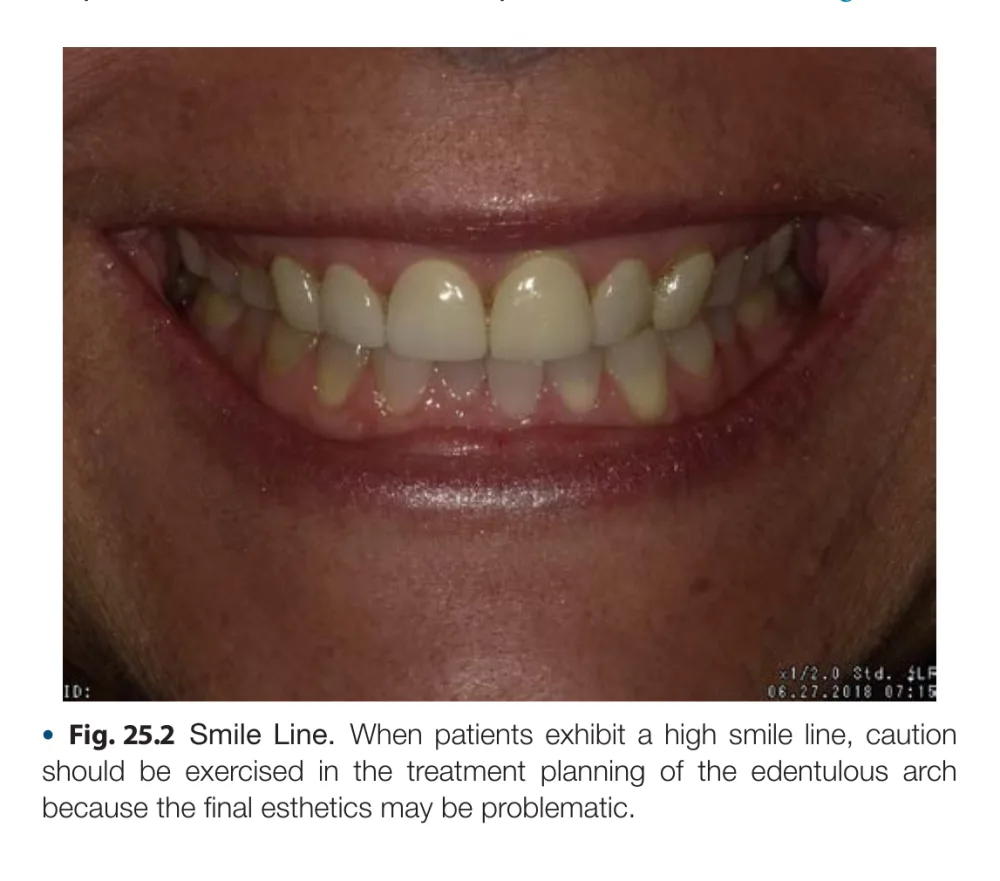 ID:
x1/2.0 Std.
06.27.2018 07:15
• Fig. 25.2 Smile Line. When patients exhibit a high smile line, caution
should be exercised in the treatment planning of the edentulous arch
because the final esthetics may be problematic.